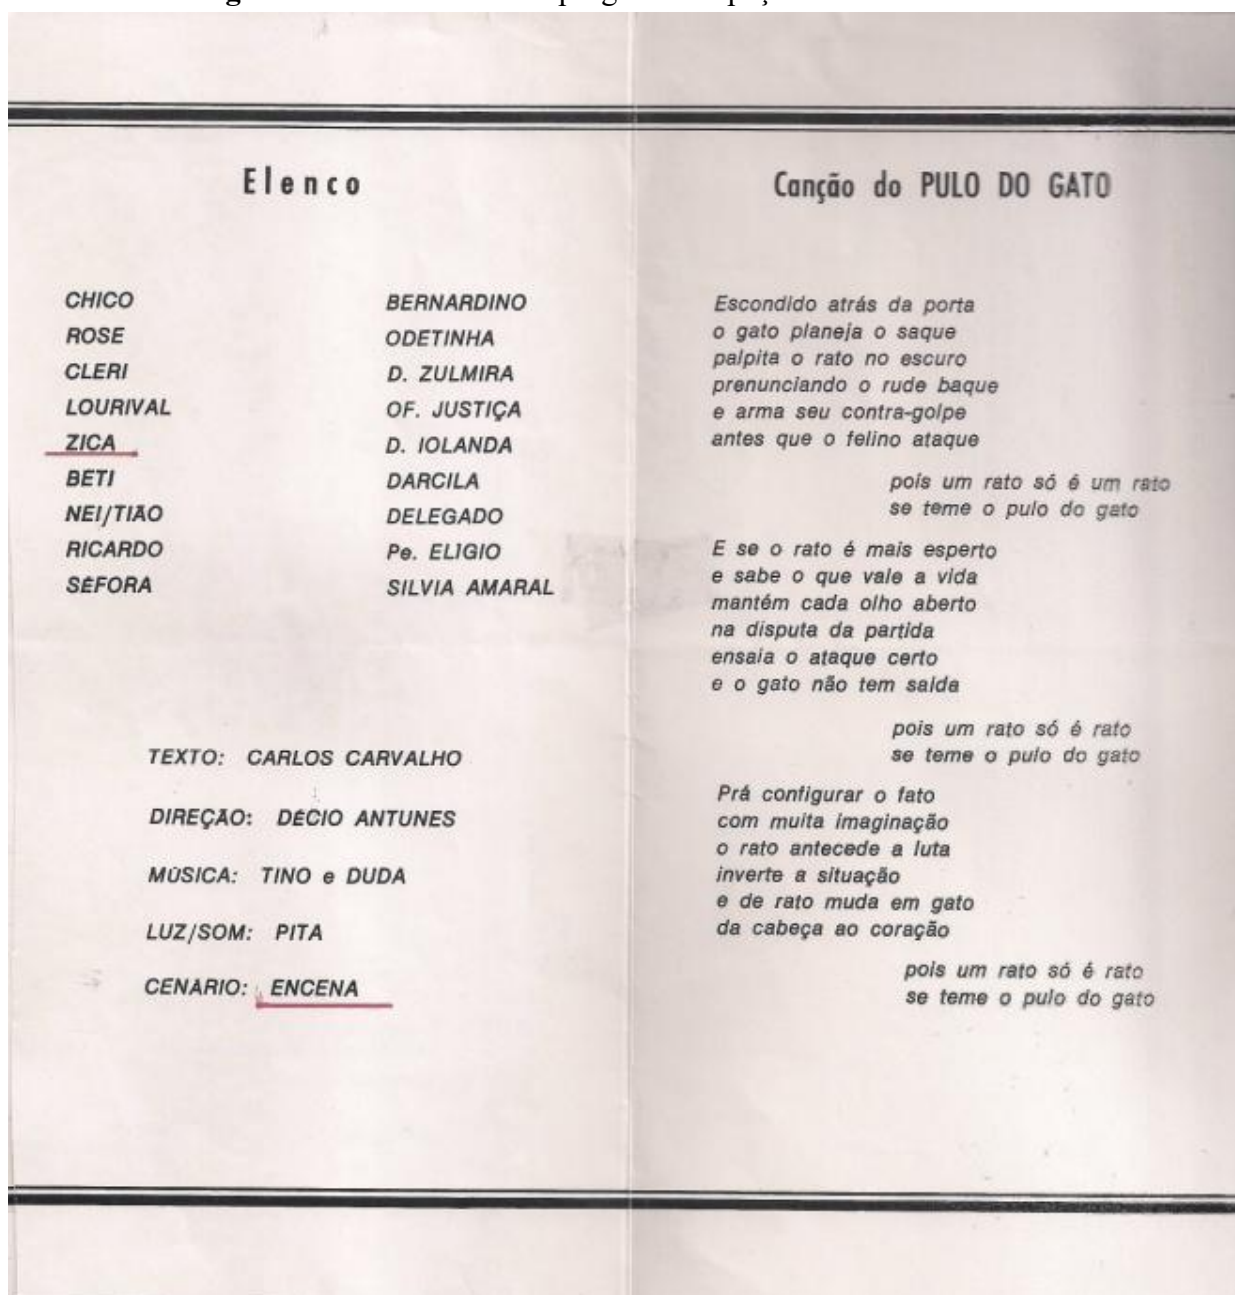 Elenco
CHICO BERNARDINO
ROSE ODETINHA
CLERI D. ZULMIRA
LOURIVAL OF. JUSTIÇA
ZICA D. IOLANDA
BETI DARCILA
NEI/TIÃO DELEGADO
RICARDO Pe. ELIGIO
SÉFORA SILVIA AMARAL
TEXTO: CARLOS CARVALHO
DIREÇÃO: DÉCIO ANTUNES
MÚSICA: TINO e DUDA
LUZ/SOM: PITA
CENÁRIO: ENCENA
Canção do PULO DO GATO
Escondido atrás da porta
o gato planeja o saque
palpita o rato no escuro
prenunciando o rude baque
e arma seu contra-golpe
antes que o felino ataque
pois um rato só é um rato
se teme o pulo do gato
E se o rato é mais esperto
e sabe o que vale a vida
mantém cada olho aberto
na disputa da partida
ensaia o ataque certo
e o gato não tem saída
pois um rato só é rato
se teme o pulo do gato
Prá configurar o fato
com muita imaginação
o rato antecede a luta
inverte a situação
e de rato muda em gato
da cabeça ao coração
pois um rato só é rato
se teme o pulo do gato